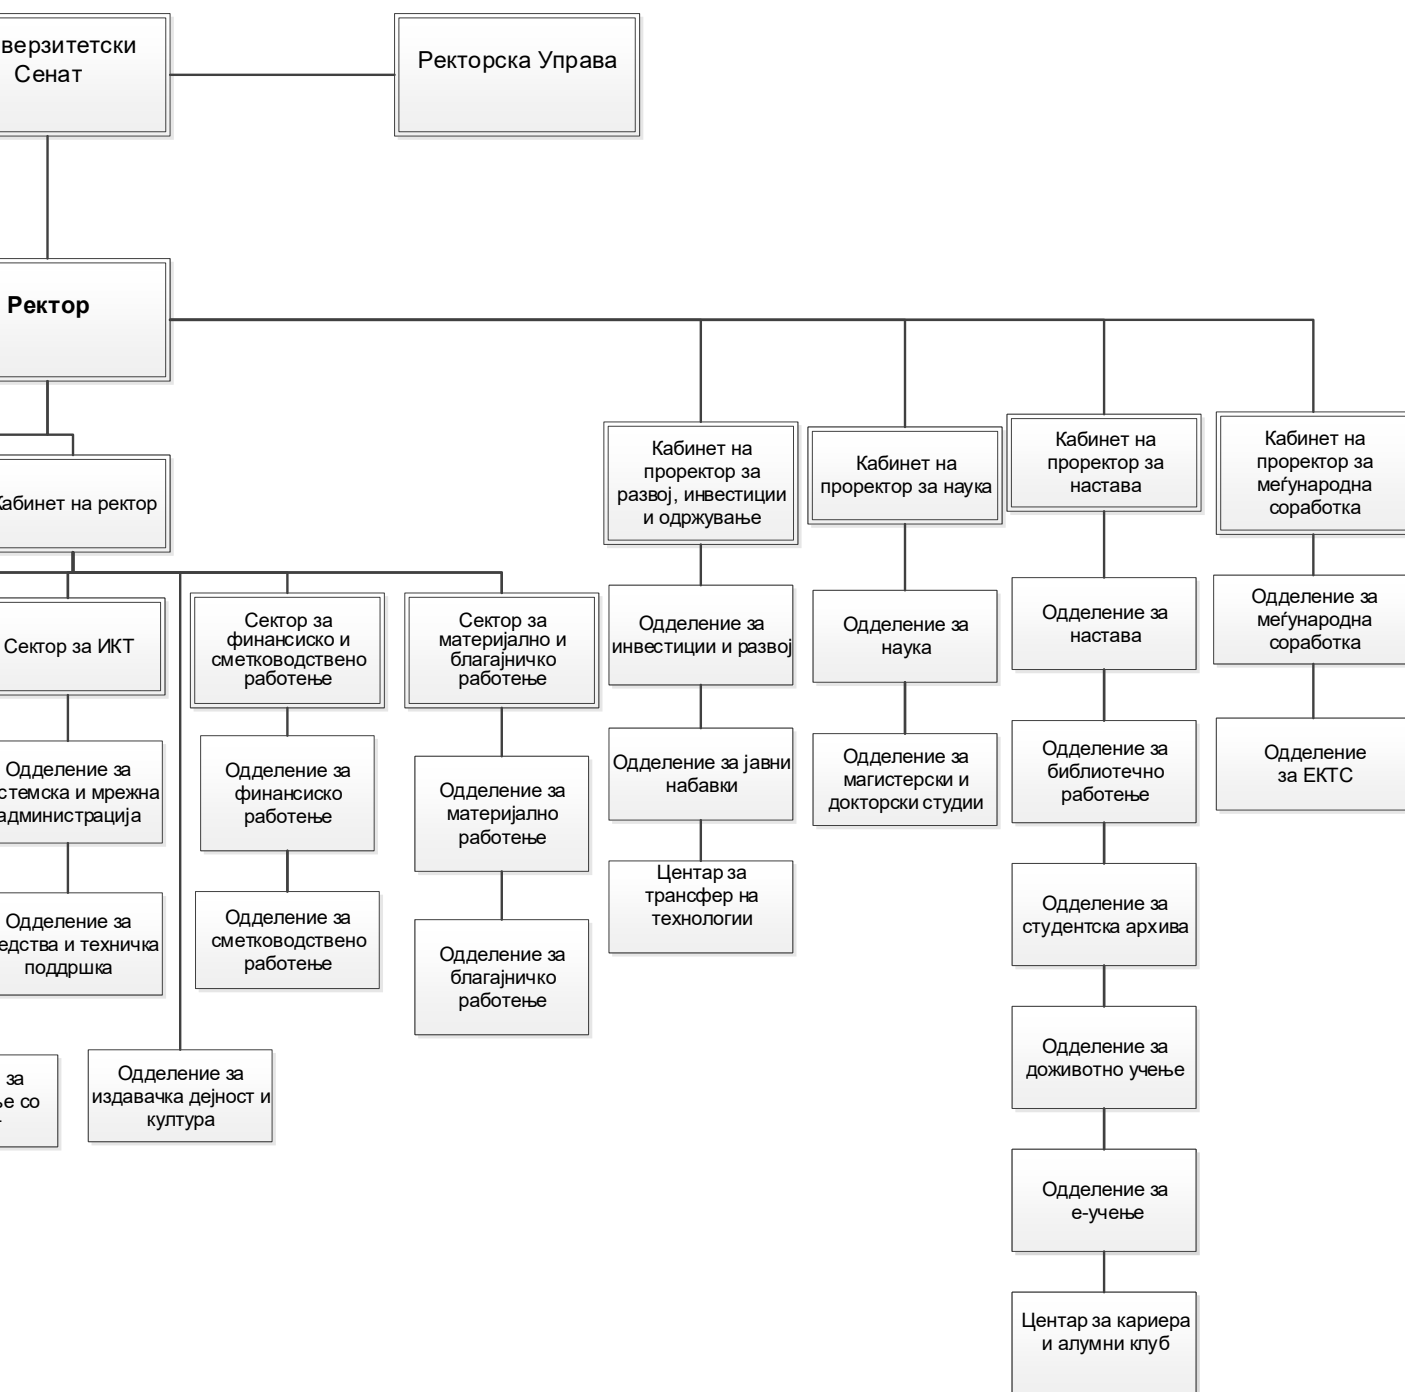 Сенат
Ректорска Управа
Ректор
Кабинет на
проректор за
развој, инвестиции
и одржување
Кабинет на
проректор за наука
Кабинет на
проректор за
настава
Кабинет на
проректор за
меѓународна
соработка
Кабинет на ректор
Сектор за ИКТ
Сектор за
финансиско и
сметководствено
работење
Сектор за
материјално и
благајничко
работење
Одделение за
инвестиции и развој
Одделение за
наука
Одделение за
настава
Одделение за
меѓународна
соработка
Одделение за
и мрежна
администрација
Одделение за
финансиско
работење
Одделение за
материјално
работење
Одделение за јавни
набавки
Одделение за
магистерски и
докторски студии
Одделение за
библиотечно
работење
Одделение
за ЕКТС
Одделение за
и техничка
поддршка
Одделение за
сметководствено
работење
Одделение за
благајничко
работење
Центар за
трансфер на
технологии
Одделение за
студентска архива
за
со
Одделение за
издавачка дејност и
култура
Одделение за
доживотно учење
Одделение за
е-учење
Центар за кариера
и алумни клуб